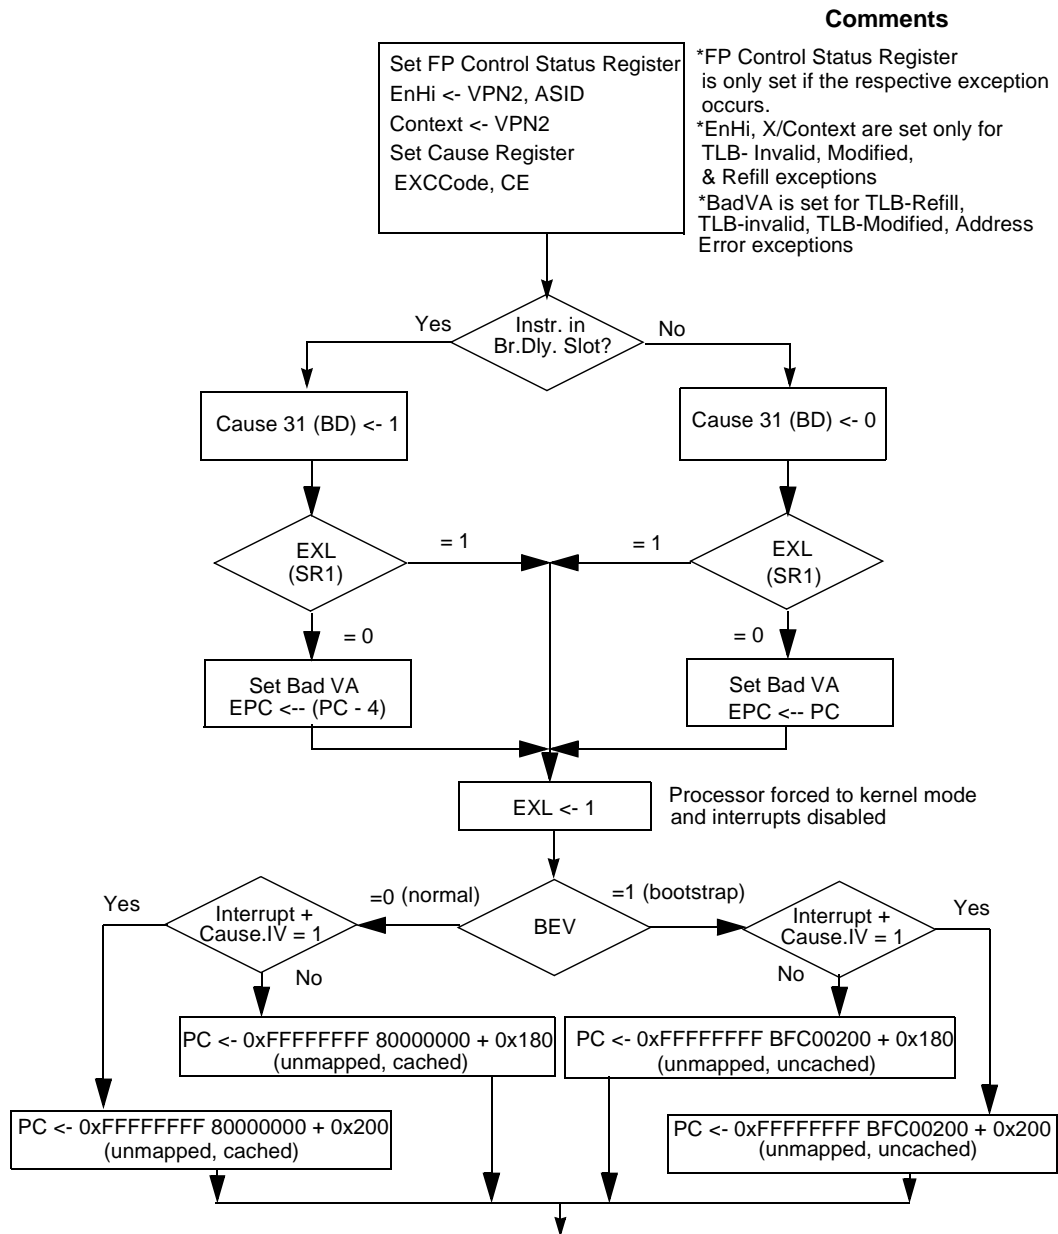 Comments
Set FP Control Status Register
EnHi <- VPN2, ASID
Context <- VPN2
Set Cause Register
EXCCode, CE
*FP Control Status Register
is only set if the respective exception
occurs.
*EnHi, X/Context are set only for
TLB- Invalid, Modified,
& Refill exceptions
*BadVA is set for TLB-Refill,
TLB-invalid, TLB-Modified, Address
Error exceptions
Yes
Instr. in
Br.Dly. Slot?
No
Cause 31 (BD) <- 1
Cause 31 (BD) <- 0
EXL
(SR1)
= 1
= 1
EXL
(SR1)
= 0
= 0
Set Bad VA
EPC <-- (PC - 4)
Set Bad VA
EPC <-- PC
EXL <- 1
Processor forced to kernel mode
and interrupts disabled
Yes
Interrupt +
Cause.IV = 1
=0 (normal)
BEV
=1 (bootstrap)
Interrupt +
Cause.IV = 1
Yes
No
No
PC <- 0xFFFFFFFF 80000000 + 0x180
(unmapped, cached)
PC <- 0xFFFFFFFF BFC00200 + 0x180
(unmapped, uncached)
PC <- 0xFFFFFFFF 80000000 + 0x200
(unmapped, cached)
PC <- 0xFFFFFFFF BFC00200 + 0x200
(unmapped, uncached)